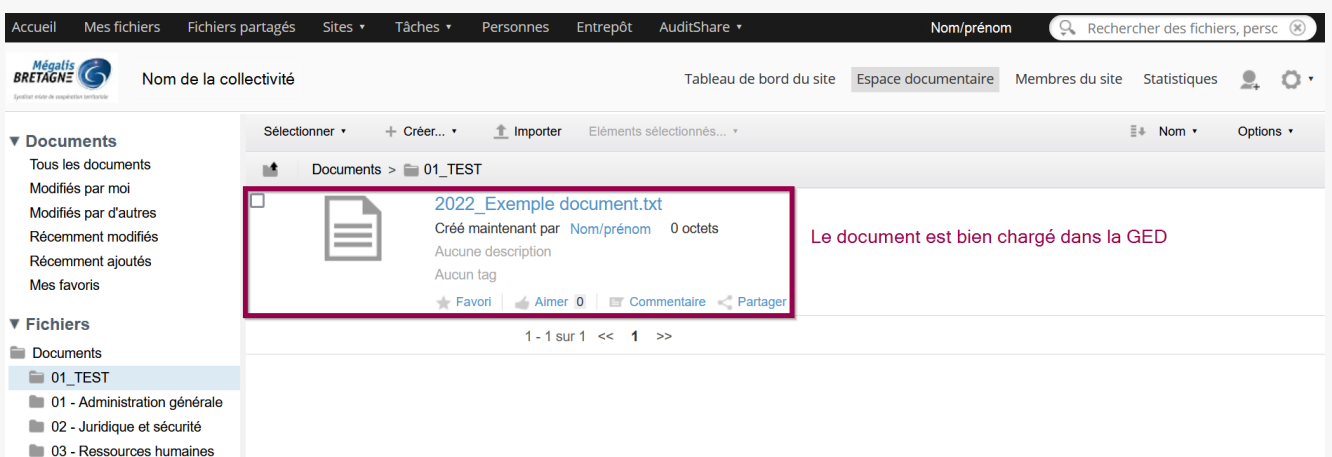 Accueil Mes fichiers Fichiers partagés Sites Tâches Personnes Entrepôt AuditShare Nom/prénom Rechercher des fichiers, persc
Mégalis
BRETAGNE
Syndicat mixte de coopération territoriale
Nom de la collectivité Tableau de bord du site Espace documentaire Membres du site Statistiques
Documents
Tous les documents
Modifiés par moi
Modifiés par d'autres
Récemment modifiés
Récemment ajoutés
Mes favoris
Fichiers
Documents
01_TEST
01 - Administration générale
02 - Juridique et sécurité
03 - Ressources humaines
Sélectionner + Créer... Importer Eléments sélectionnés... Nom Options
Documents > 01_TEST
2022_Exemple document.txt
Créé maintenant par Nom/prénom 0 octets
Aucune description
Aucun tag
Favori Aimer 0 Commentaire Partager
Le document est bien chargé dans la GED
1 - 1 sur 1 << 1 >>